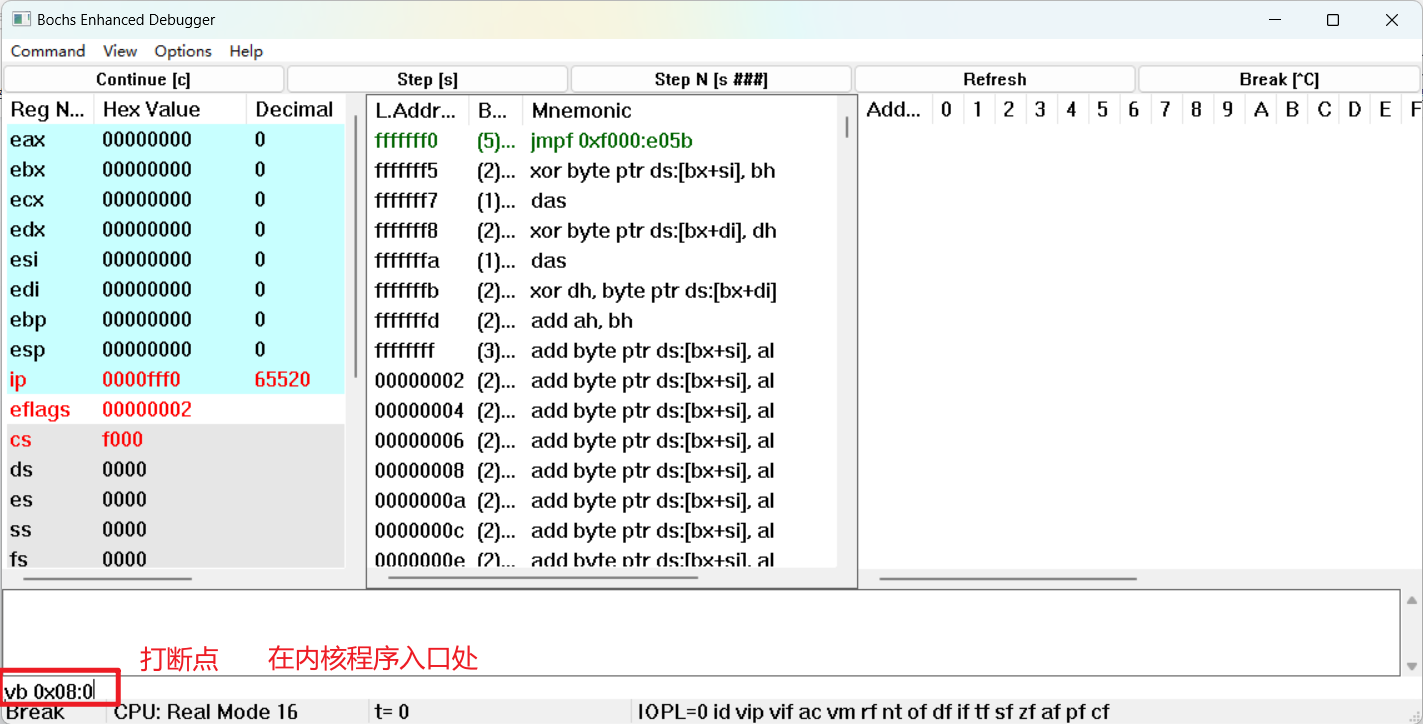 Bochs Enhanced Debugger
Command View Options Help
Continue [c] Step [s] Step N [s ###] Refresh Break [^C]
Reg N... Hex Value Decimal
eax 00000000 0
ebx 00000000 0
ecx 00000000 0
edx 00000000 0
esi 00000000 0
edi 00000000 0
ebp 00000000 0
esp 00000000 0
ip 0000fff0 65520
eflags 00000002
cs f000
ds 0000
es 0000
ss 0000
fs 0000
L.Addr... B... Mnemonic
fffffff0 (5)... jmpf 0xf000:e05b
fffffff5 (2)... xor byte ptr ds:[bx+si], bh
fffffff7 (1)... das
fffffff8 (2)... xor byte ptr ds:[bx+di], dh
fffffffa (1)... das
fffffffb (2)... xor dh, byte ptr ds:[bx+di]
fffffffd (2)... add ah, bh
ffffffff (3)... add byte ptr ds:[bx+si], al
00000002 (2)... add byte ptr ds:[bx+si], al
00000004 (2)... add byte ptr ds:[bx+si], al
00000006 (2)... add byte ptr ds:[bx+si], al
00000008 (2)... add byte ptr ds:[bx+si], al
0000000a (2)... add byte ptr ds:[bx+si], al
0000000c (2)... add byte ptr ds:[bx+si], al
0000000e (2)... add byte ptr ds:[bx+si], al
Add... 0 1 2 3 4 5 6 7 8 9 A B C D E F
打断点 在内核程序入口处
vb 0x08:0
Break CPU: Real Mode 16 t= 0 IOPL=0 id vip vif ac vm rf nt of df if tf sf zf af pf cf